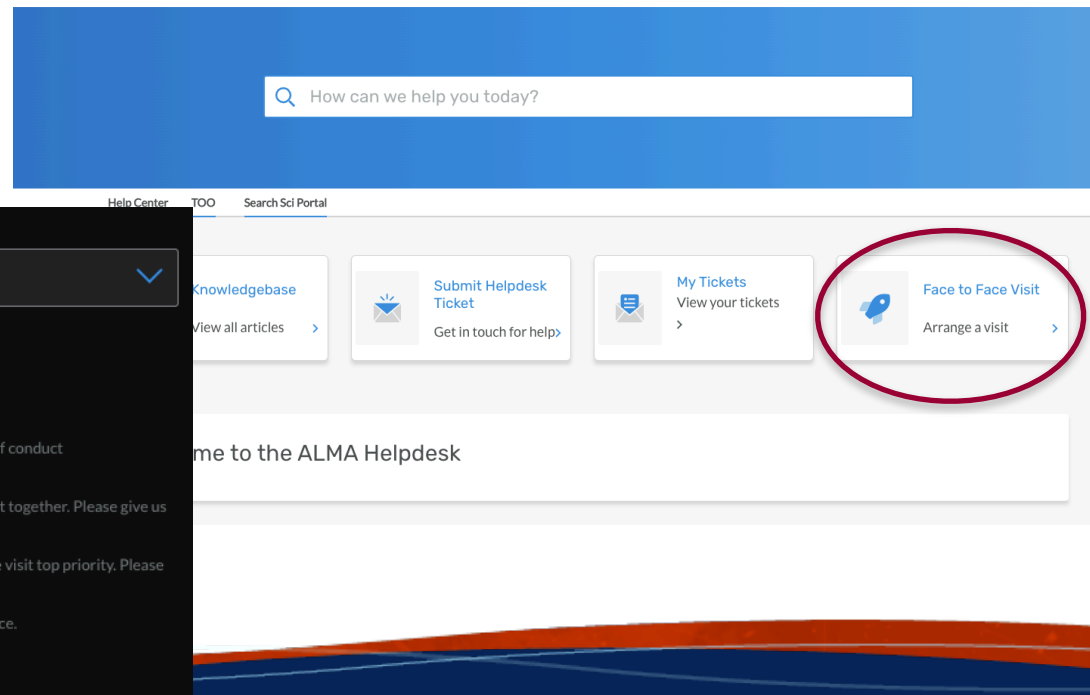 How can we help you today?
Help Center TOO Search Sci Portal
Knowledgebase
View all articles
Submit Helpdesk
Ticket
Get in touch for help
My Tickets
View your tickets
Face to Face Visit
Arrange a visit
me to the ALMA Helpdesk
f conduct
t together. Please give us
visit top priority. Please
ce.